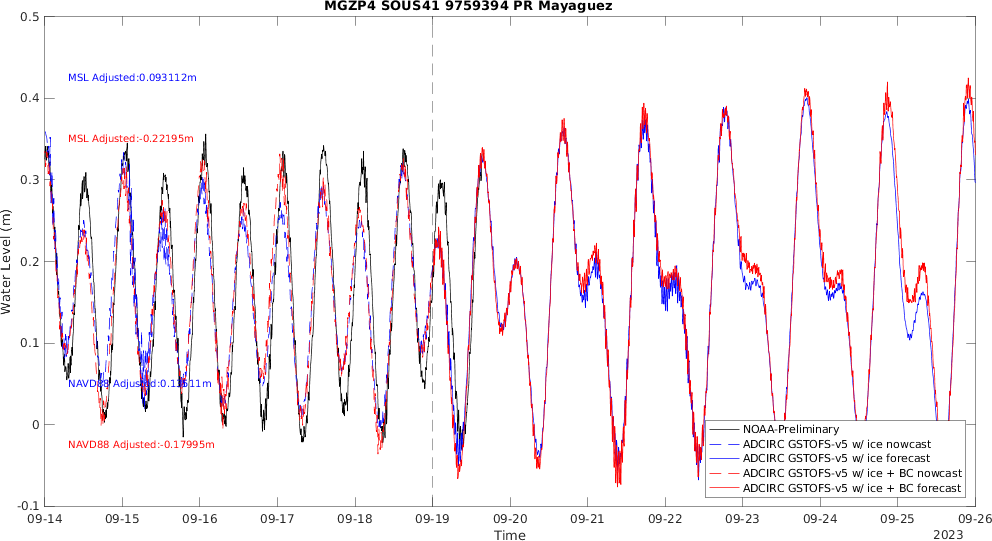 MGZP4 SOUS41 9759394 PR Mayaguez
Water Level (m)
0.5
0.4
0.3
0.2
0.1
0
-0.1
MSL Adjusted:0.093112m
MSL Adjusted:-0.22195m
NAVD88 Adjusted:0.13511m
NAVD88 Adjusted:-0.17995m
NOAA-Preliminary
ADCIRC GSTOFS-v5 w/ ice nowcast
ADCIRC GSTOFS-v5 w/ ice forecast
ADCIRC GSTOFS-v5 w/ ice + BC nowcast
ADCIRC GSTOFS-v5 w/ ice + BC forecast
09-14 09-15 09-16 09-17 09-18 09-19 09-20 09-21 09-22 09-23 09-24 09-25 09-26
Time
2023